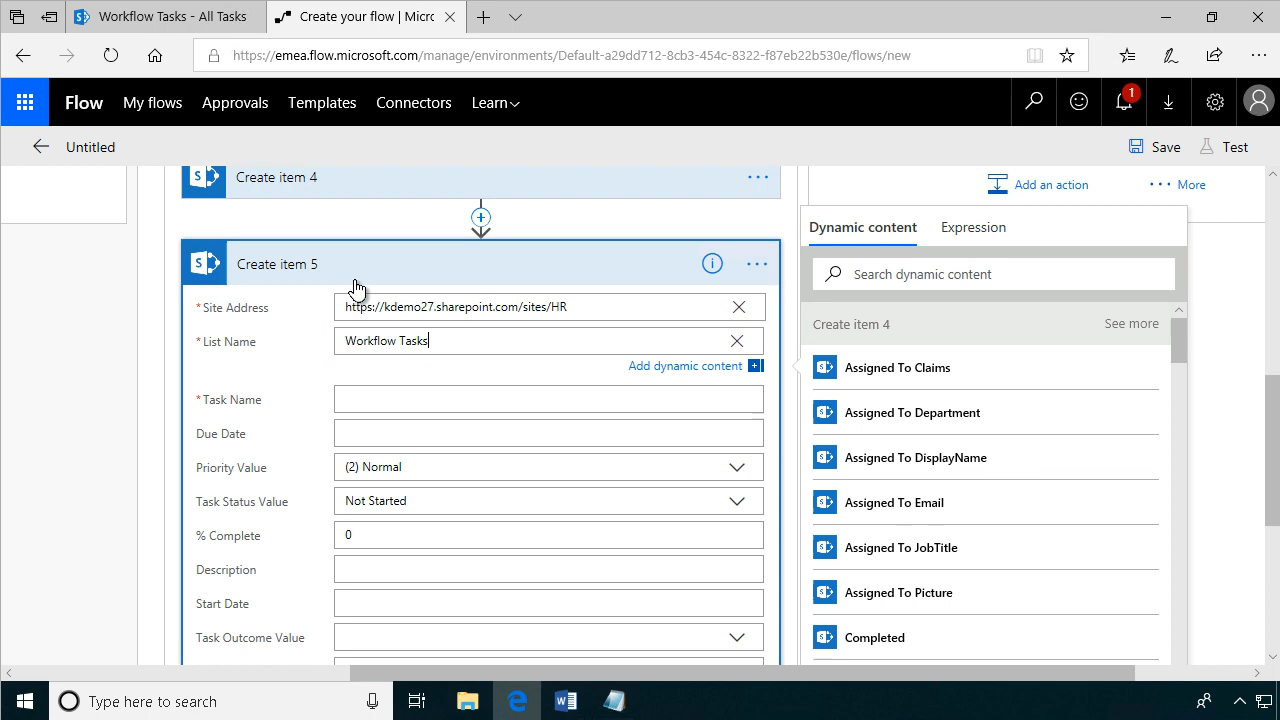 Workflow Tasks - All Tasks
Create your flow | Micrc
https://emea.flow.microsoft.com/manage/environments/Default-a29dd712-8cb3-454c-8322-f87eb22b530e/flows/new
Flow My flows Approvals Templates Connectors Learn
1
Untitled
Save
Test
Create item 4
Add an action
More
Create item 5
Site Address
https://kdemo27.sharepoint.com/sites/HR
List Name
Workflow Tasks
Add dynamic content
Task Name
Due Date
Priority Value
(2) Normal
Task Status Value
Not Started
% Complete
0
Description
Start Date
Task Outcome Value
Dynamic content
Expression
Search dynamic content
Create item 4
See more
Assigned To Claims
Assigned To Department
Assigned To DisplayName
Assigned To Email
Assigned To JobTitle
Assigned To Picture
Completed
Type here to search